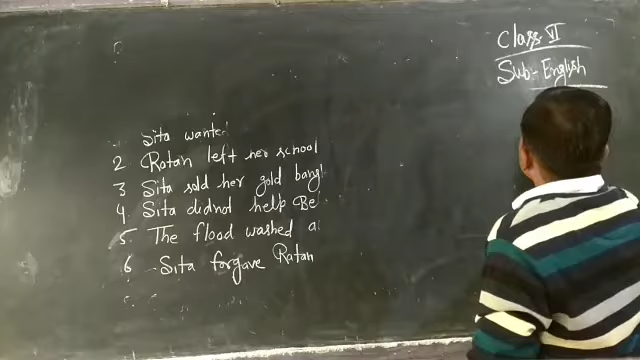 Class VI
Sub- English
Sita wanted
2 Ratan left her school
3 Sita sold her gold bangl
4 Sita didnot help Be
5. The flood washed a
6 Sita forgave Ratan